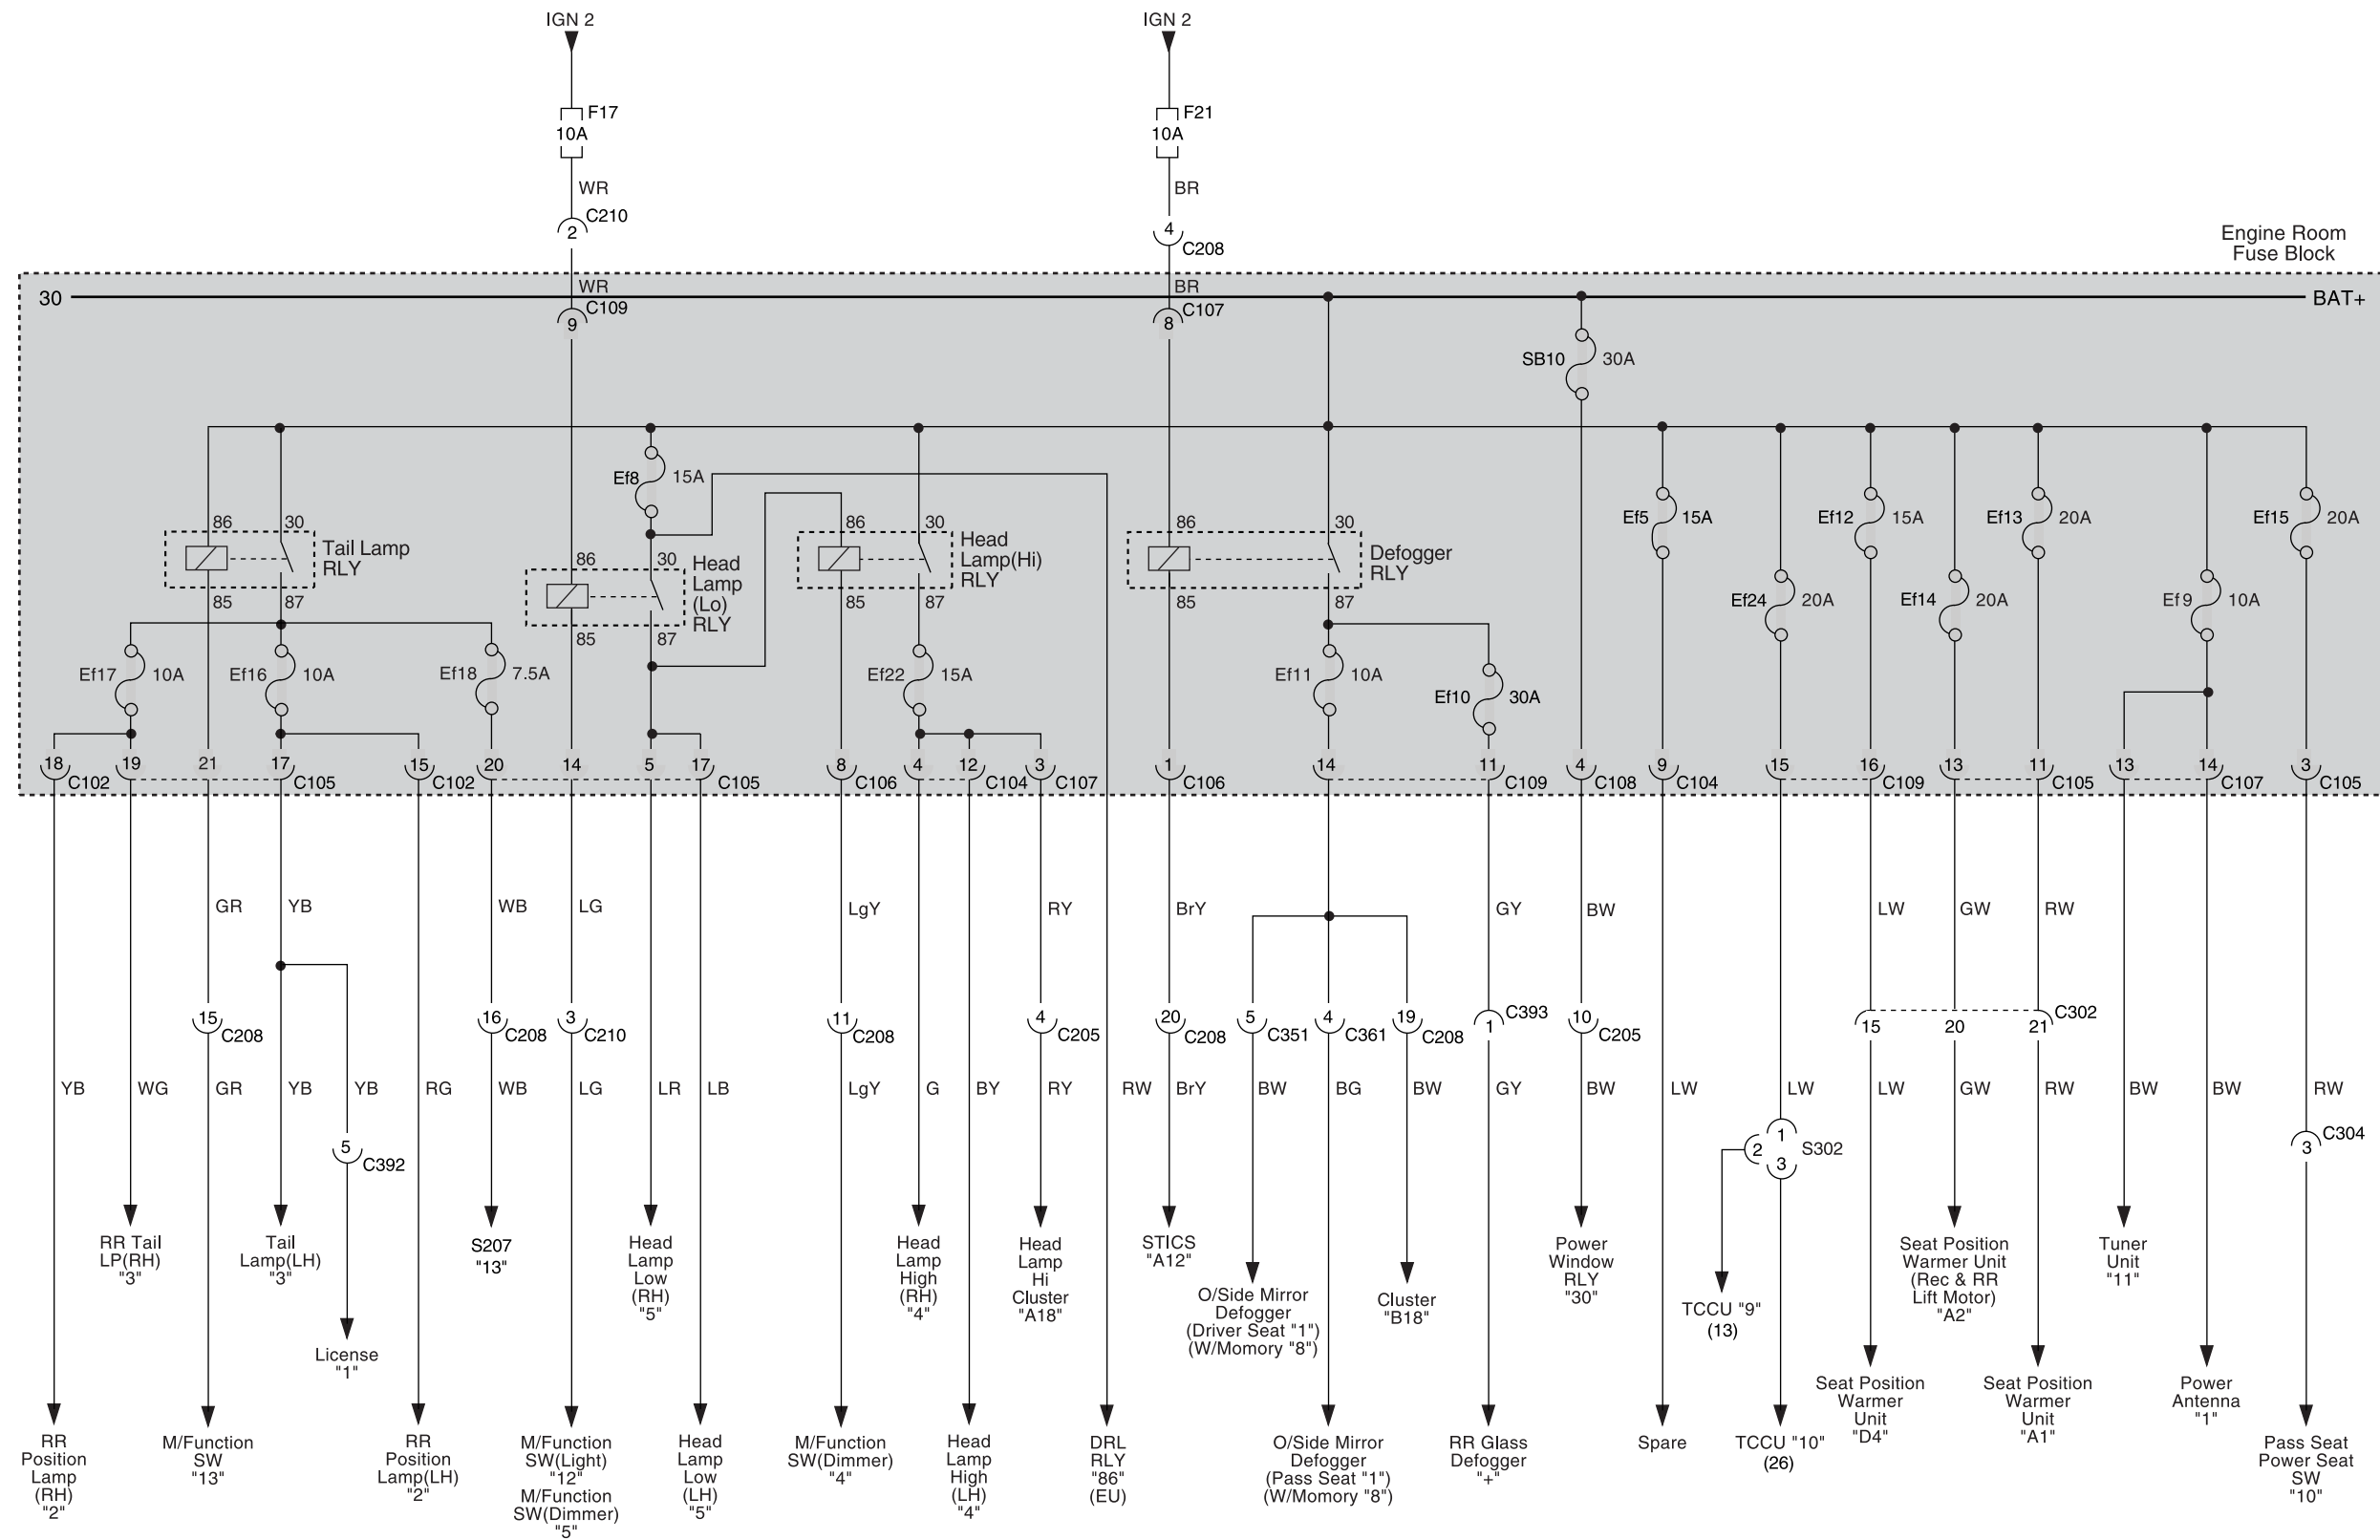 IGN 2
IGN 2
F17
10A
F21
10A
WR
BR
C210
2
4
C208
Engine Room
Fuse Block
30
WR
BR
BAT+
C109
9
C107
8
SB10
30A
Ef8
15A
86
30
Tail Lamp
RLY
85
87
86
30
Head
Lamp
(Lo)
RLY
85
87
86
30
Head
Lamp(Hi)
RLY
85
87
86
30
Defogger
RLY
85
87
Ef5
15A
Ef12
15A
Ef13
20A
Ef15
20A
Ef24
20A
Ef14
20A
Ef9
10A
Ef17
10A
Ef16
10A
Ef18
7.5A
Ef22
15A
Ef11
10A
Ef10
30A
18
C102
19
21
17
C105
15
C102
20
14
5
17
C105
8
C106
4
12
C104
3
C107
1
C106
14
11
C109
4
C108
9
C104
15
16
C109
13
11
C105
13
14
C107
3
C105
GR
YB
WB
LG
LgY
RY
BrY
GY
BW
LW
GW
RW
15
C208
16
C208
3
C210
11
C208
4
C205
20
C208
5
C351
4
C361
19
C208
C393
1
10
C205
C302
15
20
21
YB
WG
GR
YB
YB
RG
WB
LG
LR
LB
LgY
G
BY
RY
RW
BrY
BW
BG
BW
GY
BW
LW
LW
LW
GW
RW
BW
BW
RW
5
C392
1
2
3
S302
C304
3
RR Tail
LP(RH)
"3"
Tail
Lamp(LH)
"3"
S207
"13"
Head
Lamp
Low
(RH)
"5"
Head
Lamp
High
(RH)
"4"
Head
Lamp
Hi
Cluster
"A18"
STICS
"A12"
O/Side Mirror
Defogger
(Driver Seat "1")
(W/Momory "8")
Cluster
"B18"
Power
Window
RLY
"30"
TCCU "9"
(13)
Seat Position
Warmer Unit
(Rec & RR
Lift Motor)
"A2"
Tuner
Unit
"11"
License
"1"
Seat Position
Warmer
Unit
"D4"
Seat Position
Warmer
Unit
"A1"
Power
Antenna
"1"
RR
Position
Lamp
(RH)
"2"
M/Function
SW
"13"
RR
Position
Lamp(LH)
"2"
M/Function
SW(Light)
"12"
M/Function
SW(Dimmer)
"5"
Head
Lamp
Low
(LH)
"5"
M/Function
SW(Dimmer)
"4"
Head
Lamp
High
(LH)
"4"
DRL
RLY
"86"
(EU)
O/Side Mirror
Defogger
(Pass Seat "1")
(W/Momory "8")
RR Glass
Defogger
"+"
Spare
TCCU "10"
(26)
Pass Seat
Power Seat
SW
"10"